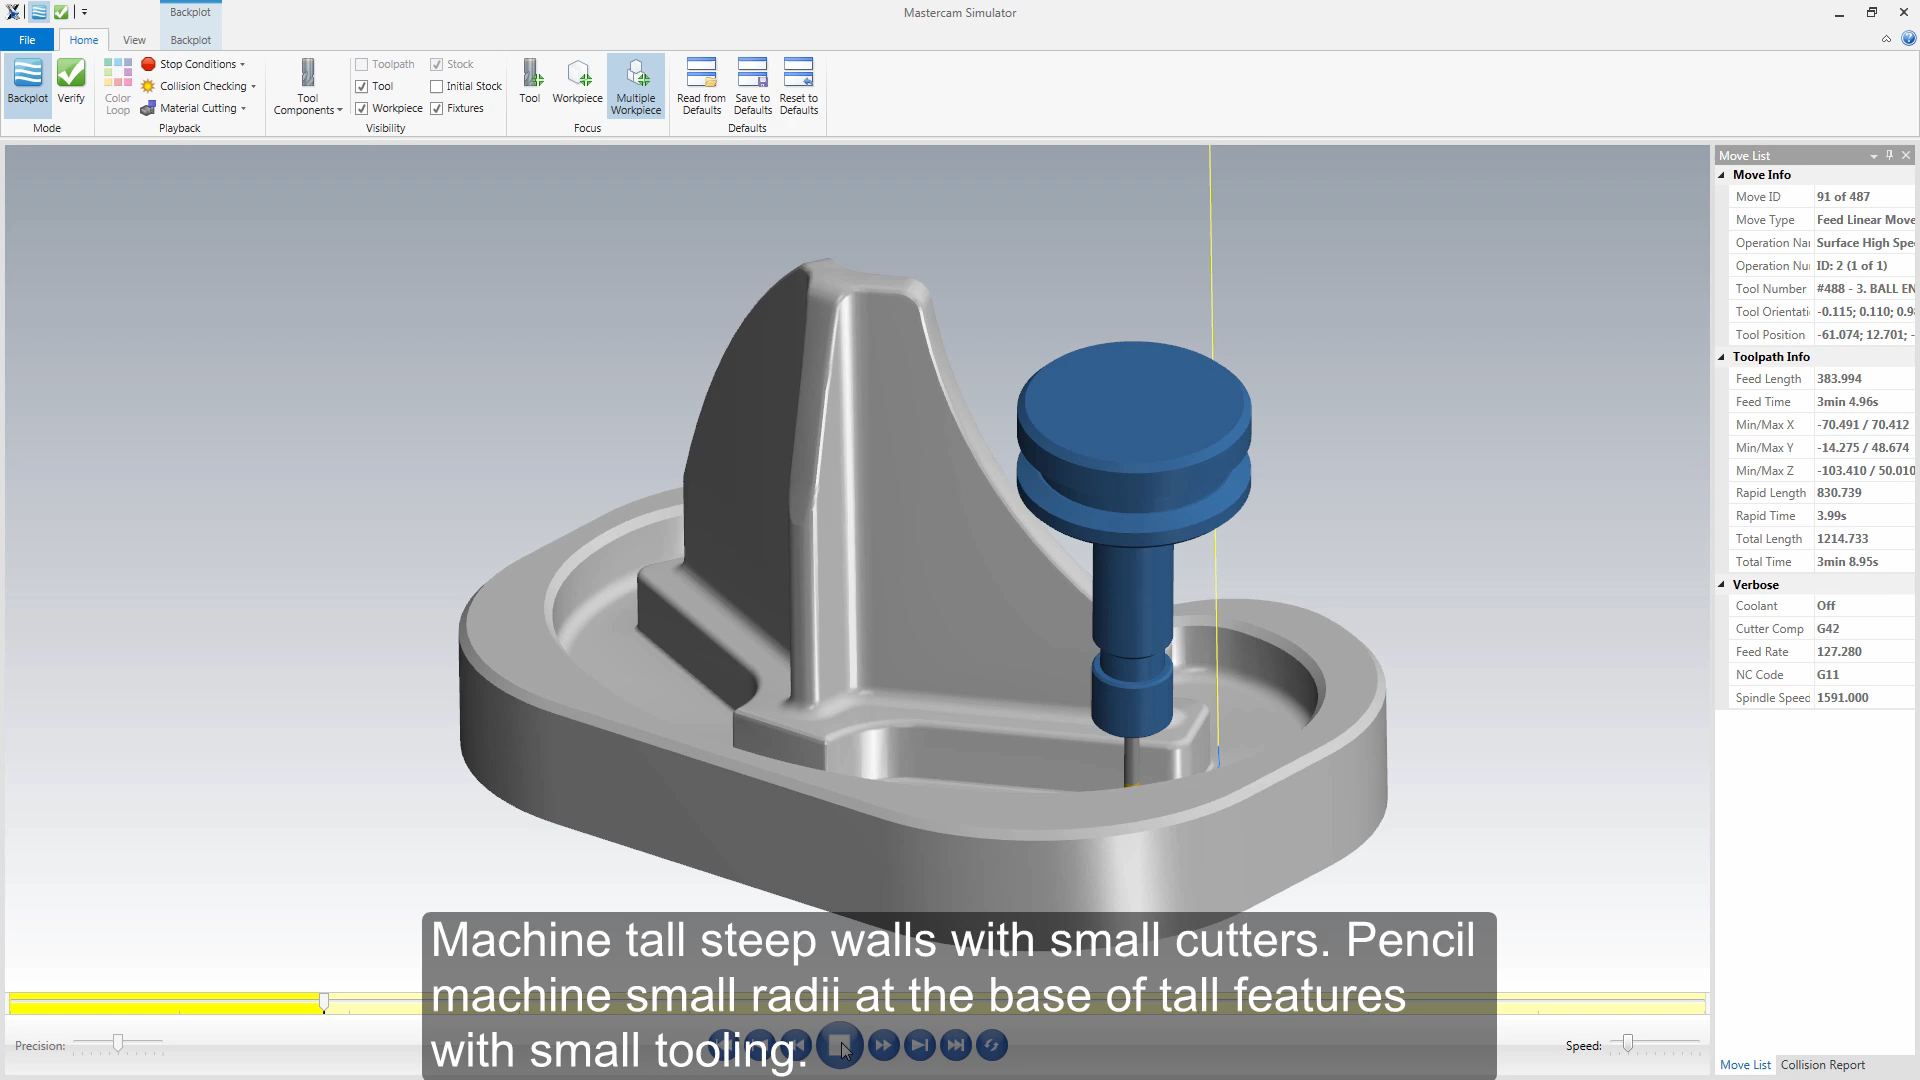 Backplot
Mastercam Simulator
File
Home
View
Backplot
Backplot
Verify
Mode
Color Loop
Stop Conditions
Collision Checking
Material Cutting
Playback
Tool Components
Toolpath
Tool
Workpiece
Stock
Initial Stock
Fixtures
Visibility
Tool
Workpiece
Multiple Workpiece
Focus
Read from Defaults
Save to Defaults
Reset to Defaults
Defaults
Move List
Move Info
Move ID 91 of 487
Move Type Feed Linear Move
Operation Na Surface High Spe
Operation Nu ID: 2 (1 of 1)
Tool Number #488 - 3. BALL EN
Tool Orientati -0.115; 0.110; 0.9
Tool Position -61.074; 12.701; -
Toolpath Info
Feed Length 383.994
Feed Time 3min 4.96s
Min/Max X -70.491 / 70.412
Min/Max Y -14.275 / 48.674
Min/Max Z -103.410 / 50.010
Rapid Length 830.739
Rapid Time 3.99s
Total Length 1214.733
Total Time 3min 8.95s
Verbose
Coolant Off
Cutter Comp G42
Feed Rate 127.280
NC Code G11
Spindle Speed 1591.000
Machine tall steep walls with small cutters. Pencil
machine small radii at the base of tall features
with small tooling.
Precision:
Speed:
Move List
Collision Report